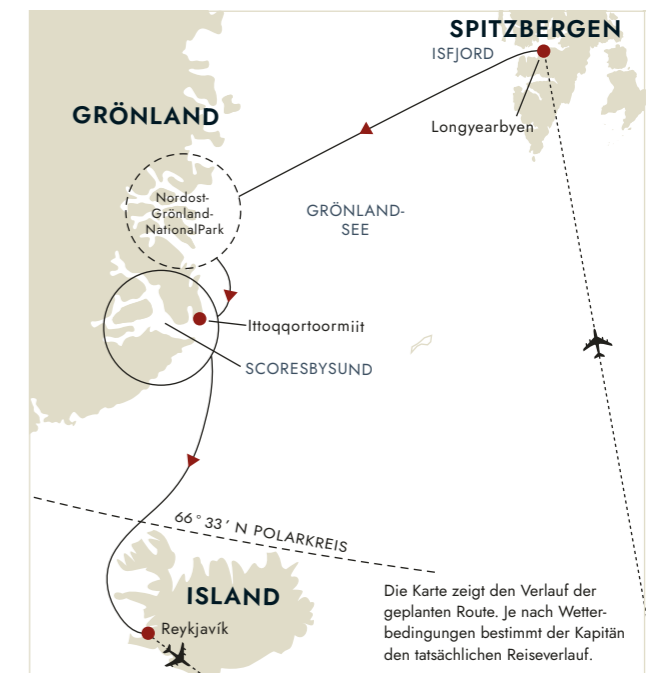 SPITZBERGEN
ISFJORD
GRÖNLAND
Longyearbyen
Nordost-
Grönland-
NationalPark
GRÖNLAND-
SEE
Ittoqqortoormiit
SCORESBYSUND
66° 33' N POLARKREIS
ISLAND
Reykjavík
Die Karte zeigt den Verlauf der
geplanten Route. Je nach Wetter-
bedingungen bestimmt der Kapitän
den tatsächlichen Reiseverlauf.